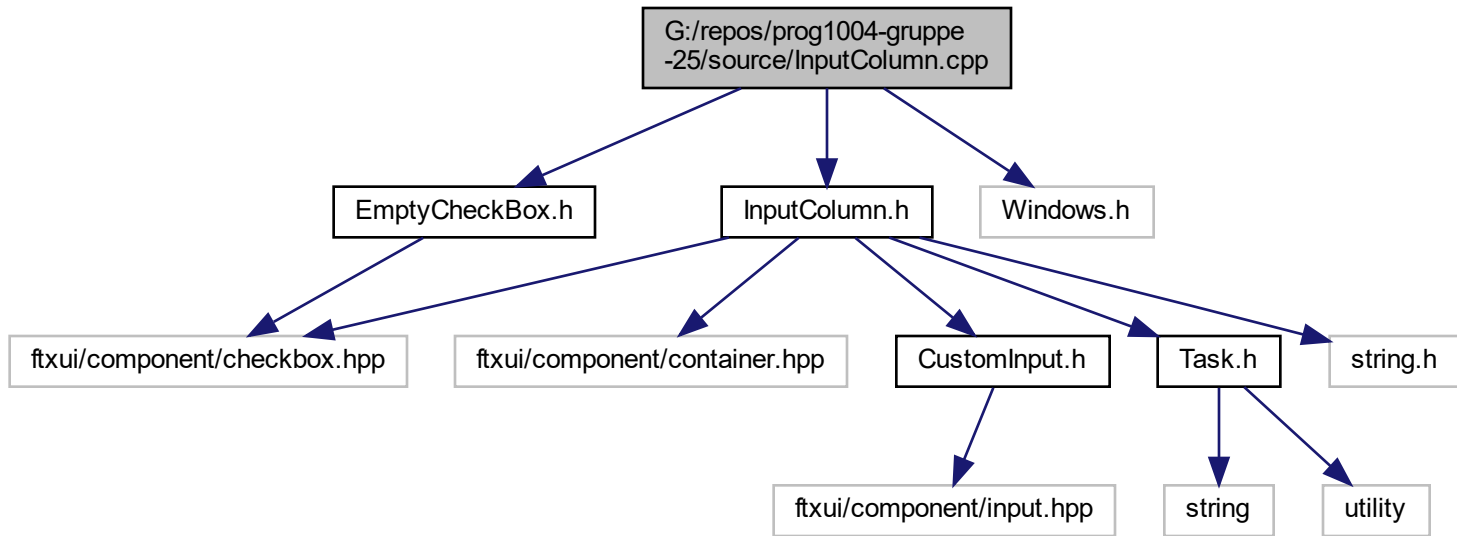 G:/repos/prog1004-gruppe
-25/source/InputColumn.cpp
EmptyCheckBox.h
InputColumn.h
Windows.h
ftxui/component/checkbox.hpp
ftxui/component/container.hpp
CustomInput.h
Task.h
string.h
ftxui/component/input.hpp
string
utility